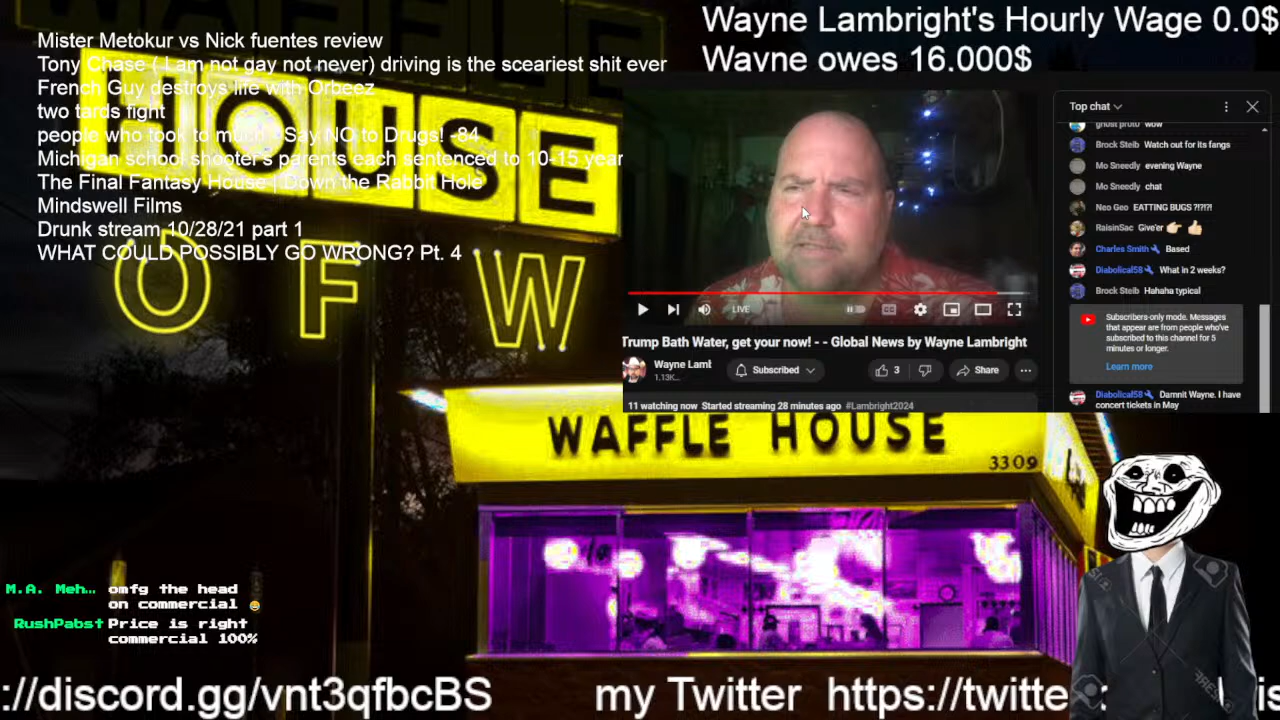 Mister Metokur vs Nick fuentes review
Tony Chase ( I am not gay not never) driving is the sceariest shit ever
French Guy destroys life with Orbeez
two tards fight
people who took to much - Say NO to Drugs! -84
Michigan school shooter's parents each sentenced to 10-15 year
The Final Fantasy House | Down the Rabbit Hole
Mindswell Films
Drunk stream 10/28/21 part 1
WHAT COULD POSSIBLY GO WRONG? Pt. 4
Wayne Lambright's Hourly Wage 0.0$
Wayne owes 16.000$
WAFFLE
HOUSE
O F W
Top chat
ghost proto wow
Brock Steib Watch out for its fangs
Mo Sneedly evening Wayne
Mo Sneedly chat
Neo Geo EATTING BUGS ?!?!?!
RaisinSac Give'er 👉🏻 👍🏻
Charles Smith Based
Diabolical58 What in 2 weeks?
Brock Steib Hahaha typical
Subscribers-only mode. Messages
that appear are from people who've
subscribed to this channel for 5
minutes or longer.
Learn more
Diabolical58 Damnit Wayne. I have
concert tickets in May
LIVE
Trump Bath Water, get your now! - - Global News by Wayne Lambright
Wayne Laml
1.13K...
Subscribed
3
Share
11 watching now Started streaming 28 minutes ago #Lambright2024
WAFFLE HOUSE
3309
M.A. Meh… omfg the head
on commercial 😂
RushPabst Price is right
commercial 100%
://discord.gg/vnt3qfbcBS my Twitter https://twitte